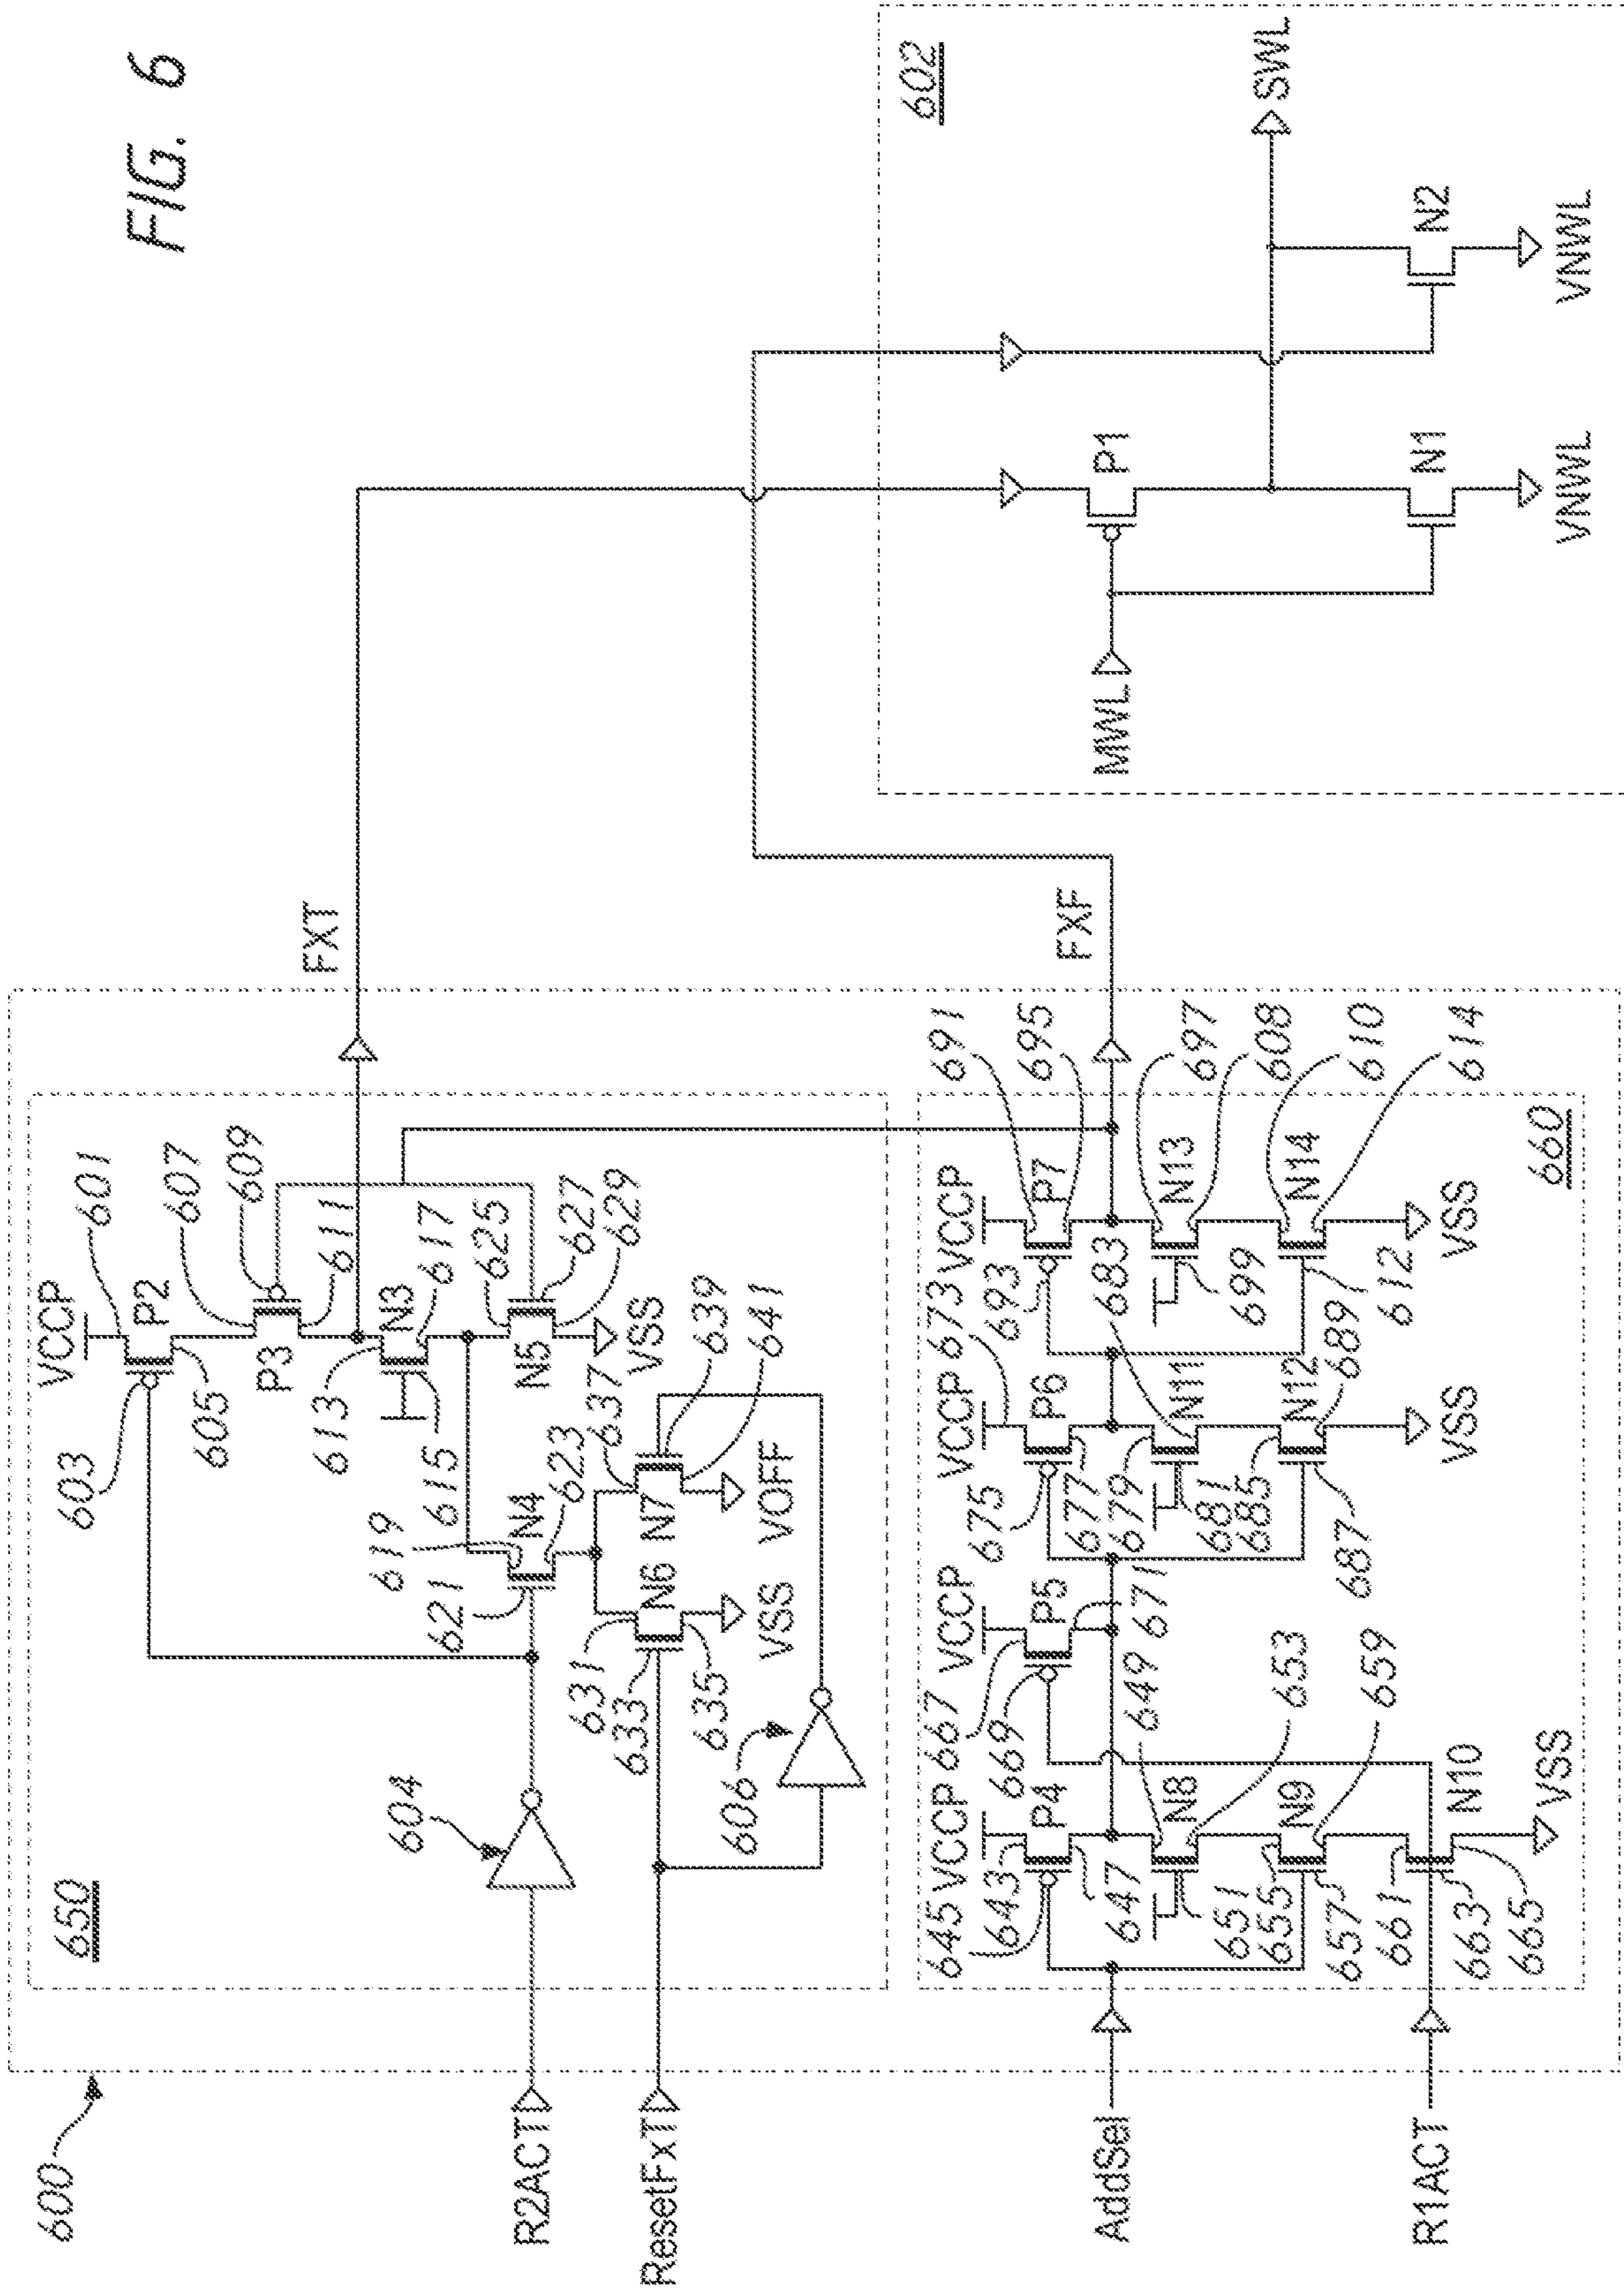 FIG. 6
600
650
R2ACT
ResetFxT
604
606
VCCP
601
603
P2
605
607
609
P3
611
613
N3
615
617
619
621
N4
623
625
627
N5
629
VSS
631
633
N6
635
VSS
637
N7
639
641
VOFF
FXT
660
AddSel
R1ACT
VCCP
643
645
P4
647
649
N8
651
653
655
N9
657
659
661
N10
663
665
VSS
VCCP
667
669
P5
671
VCCP
673
675
P6
677
679
N11
681
683
685
N12
687
689
VSS
VCCP
691
693
P7
695
697
N13
699
608
610
N14
612
614
VSS
FXF
602
MWL
P1
N1
VNWL
N2
VNWL
SWL